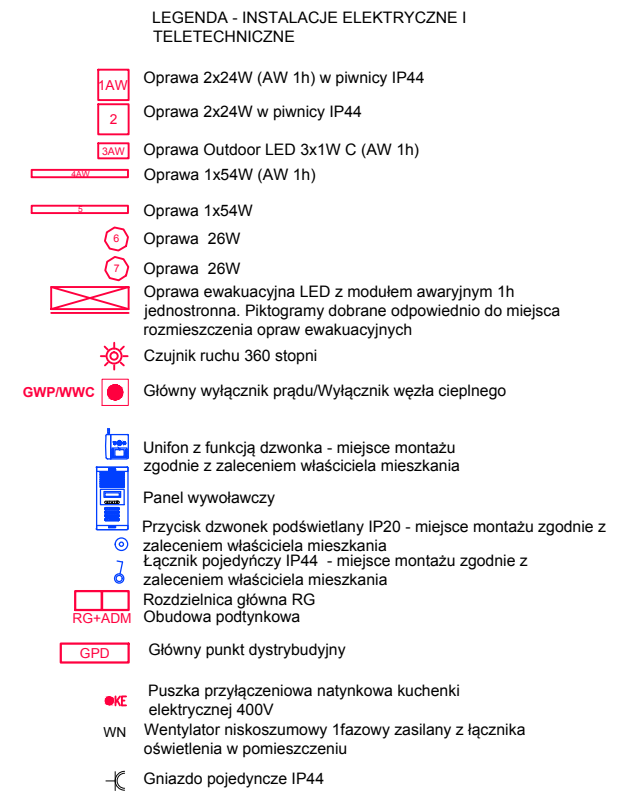 LEGENDA - INSTALACJE ELEKTRYCZNE I
TELETECHNICZNE
1AW Oprawa 2x24W (AW 1h) w piwnicy IP44
2 Oprawa 2x24W w piwnicy IP44
3AW Oprawa Outdoor LED 3x1W C (AW 1h)
4AW Oprawa 1x54W (AW 1h)
5 Oprawa 1x54W
6 Oprawa 26W
7 Oprawa 26W
Oprawa ewakuacyjna LED z modułem awaryjnym 1h
jednostronna. Piktogramy dobrane odpowiednio do miejsca
rozmieszczenia opraw ewakuacyjnych
Czujnik ruchu 360 stopni
GWP/WWC Główny wyłącznik prądu/Wyłącznik węzła cieplnego
Unifon z funkcją dzwonka - miejsce montażu
zgodnie z zaleceniem właściciela mieszkania
Panel wywoławczy
Przycisk dzwonek podświetlany IP20 - miejsce montażu zgodnie z
zaleceniem właściciela mieszkania
Łącznik pojedyńczy IP44 - miejsce montażu zgodnie z
zaleceniem właściciela mieszkania
Rozdzielnica główna RG
RG+ADM Obudowa podtynkowa
GPD Główny punkt dystrybudyjny
Puszka przyłączeniowa natynkowa kuchenki
KE elektrycznej 400V
WN Wentylator niskoszumowy 1fazowy zasilany z łącznika
oświetlenia w pomieszczeniu
Gniazdo pojedyncze IP44